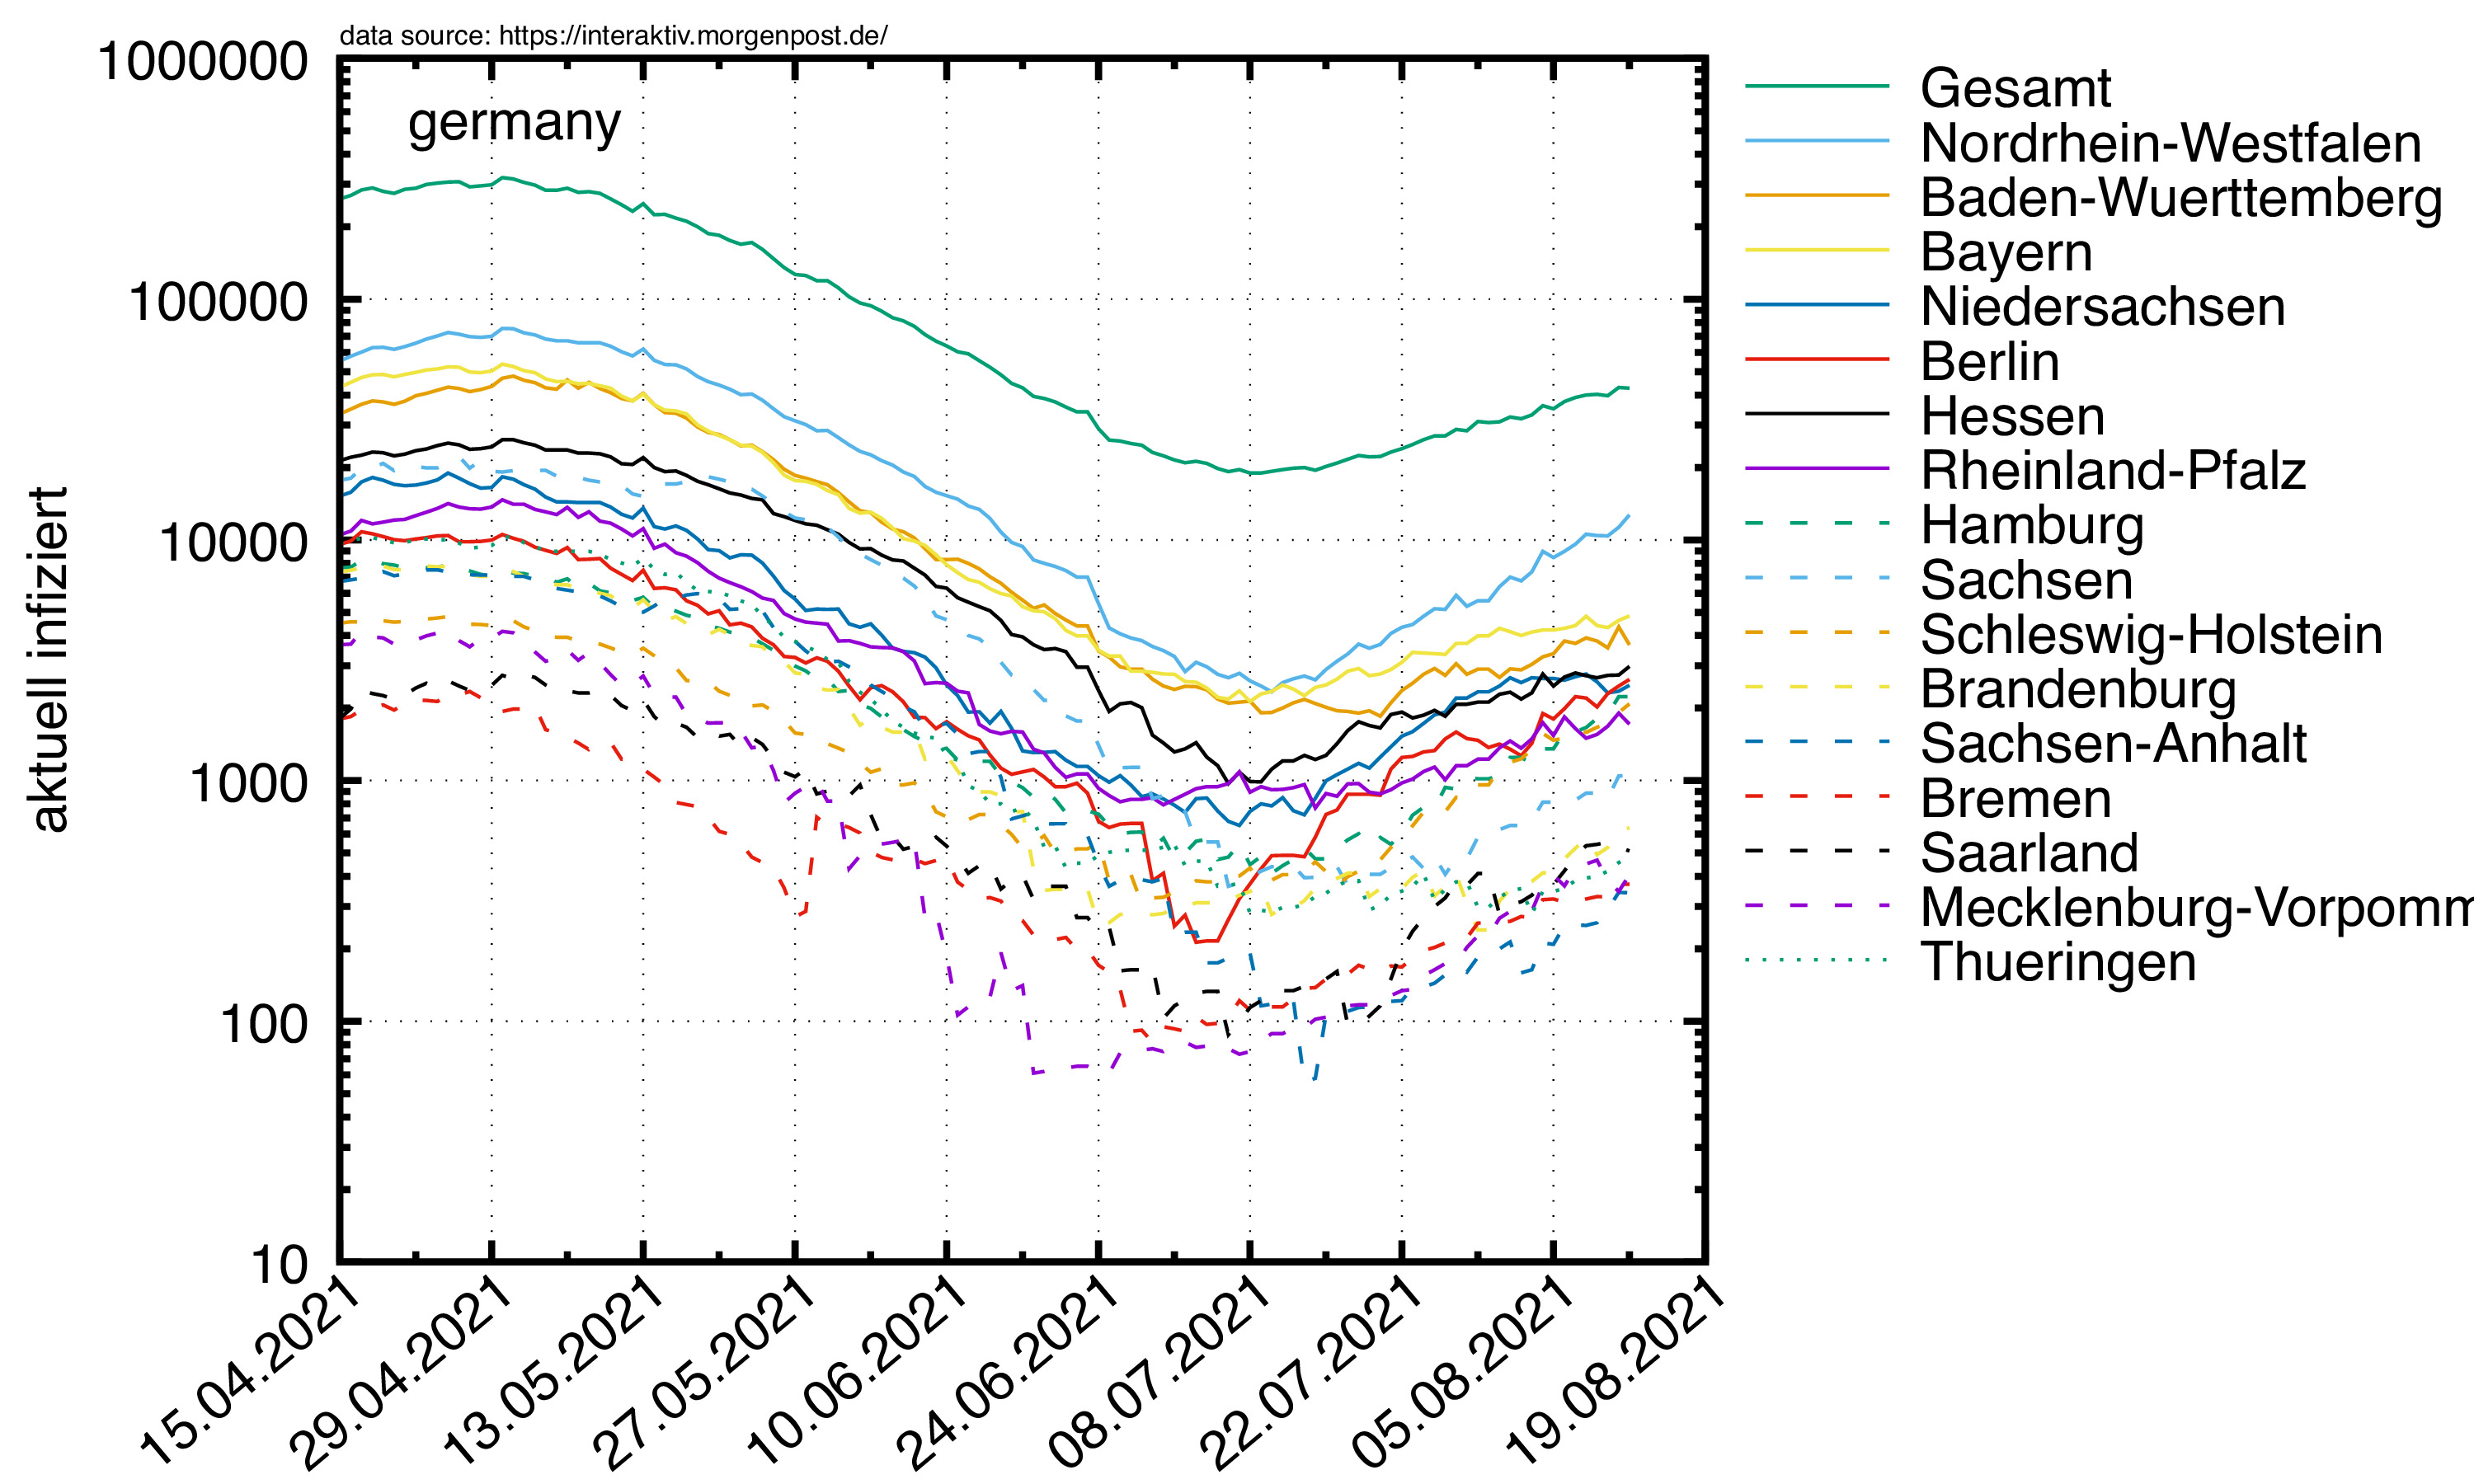 data source: https://interaktiv.morgenpost.de/
germany
aktuell infiziert
1000000
100000
10000
1000
100
10
15.04.2021
29.04.2021
13.05.2021
27.05.2021
10.06.2021
24.06.2021
08.07.2021
22.07.2021
05.08.2021
19.08.2021
Gesamt
Nordrhein-Westfalen
Baden-Wuerttemberg
Bayern
Niedersachsen
Berlin
Hessen
Rheinland-Pfalz
Hamburg
Sachsen
Schleswig-Holstein
Brandenburg
Sachsen-Anhalt
Bremen
Saarland
Mecklenburg-Vorpomm
Thueringen